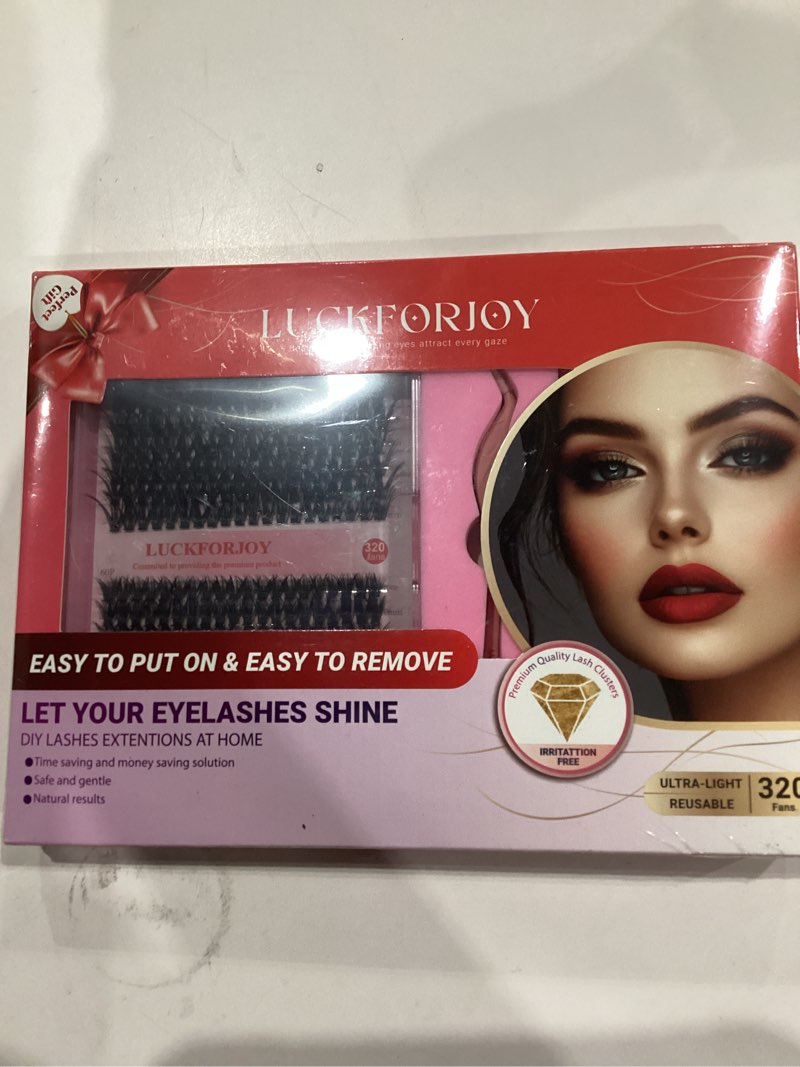 Perfect
Gift
LUCKFORJOY
eyes attract every gaze
LUCKFORJOY
320
fans
Committed to providing the premium product
60P
EASY TO PUT ON & EASY TO REMOVE
LET YOUR EYELASHES SHINE
DIY LASHES EXTENTIONS AT HOME
●Time saving and money saving solution
●Safe and gentle
●Natural results
Premium Quality Lash Clusters
IRRITATTION
FREE
ULTRA-LIGHT
REUSABLE
320
Fans